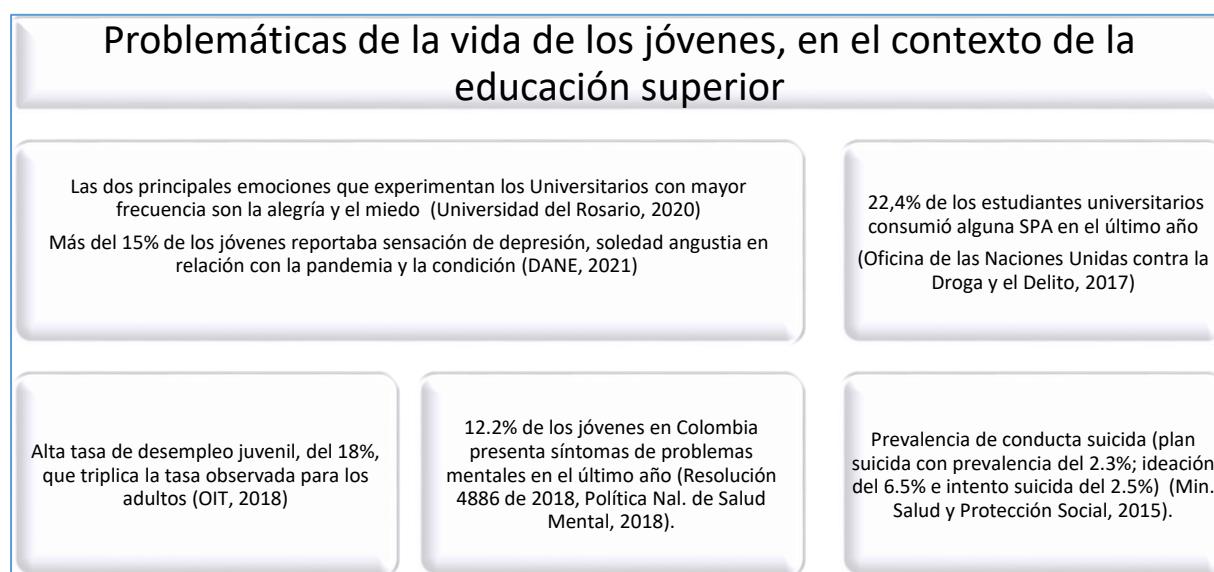 Problemáticas de la vida de los jóvenes, en el contexto de la
educación superior
Las dos principales emociones que experimentan los Universitarios con mayor
frecuencia son la alegría y el miedo (Universidad del Rosario, 2020)
Más del 15% de los jóvenes reportaba sensación de depresión, soledad angustia en
relación con la pandemia y la condición (DANE, 2021)
22,4% de los estudiantes universitarios
consumió alguna SPA en el último año
(Oficina de las Naciones Unidas contra la
Droga y el Delito, 2017)
Alta tasa de desempleo juvenil, del 18%,
que triplica la tasa observada para los
adultos (OIT, 2018)
12.2% de los jóvenes en Colombia
presenta síntomas de problemas
mentales en el último año (Resolución
4886 de 2018, Política Nal. de Salud
Mental, 2018).
Prevalencia de conducta suicida (plan
suicida con prevalencia del 2.3%; ideación
del 6.5% e intento suicida del 2.5%) (Min.
Salud y Protección Social, 2015).